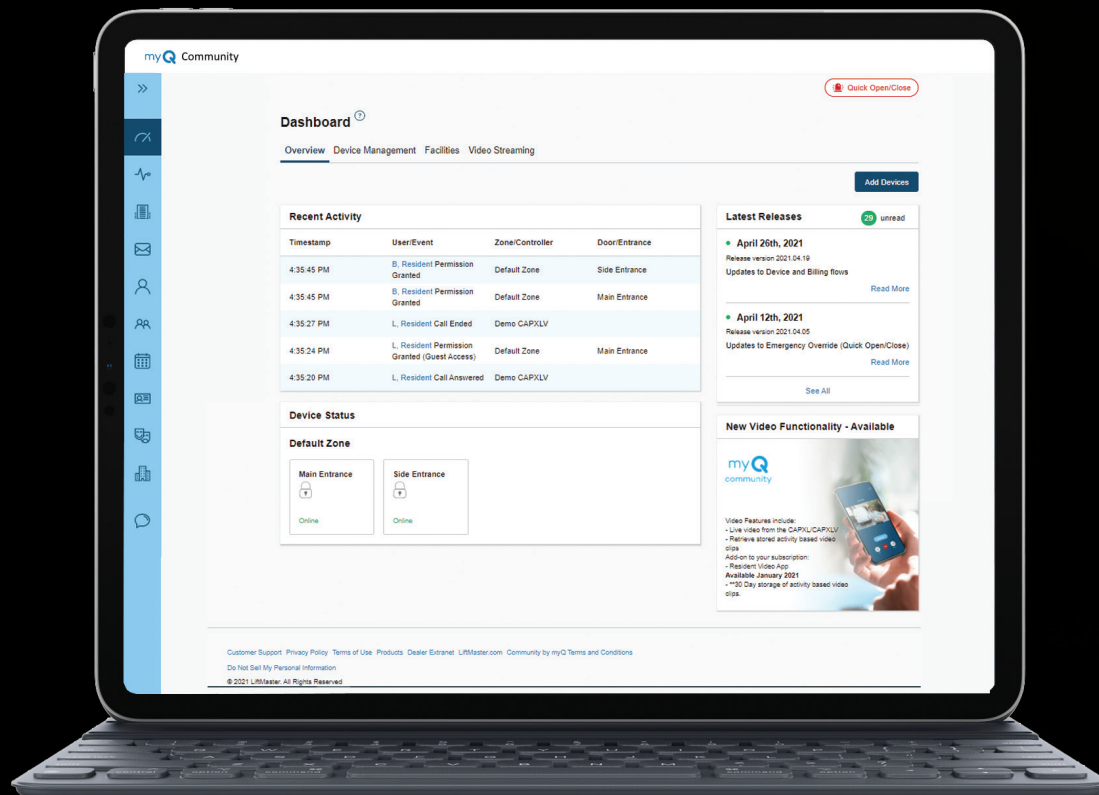 myQ Community
Quick Open/Close
Dashboard ?
Overview Device Management Facilities Video Streaming
Add Devices
Recent Activity
Timestamp User/Event Zone/Controller Door/Entrance
4:35:45 PM B, Resident Permission Granted Default Zone Side Entrance
4:35:45 PM B, Resident Permission Granted Default Zone Main Entrance
4:35:27 PM L, Resident Call Ended Demo CAPXLV
4:35:24 PM L, Resident Permission Granted (Guest Access) Default Zone Main Entrance
4:35:20 PM L, Resident Call Answered Demo CAPXLV
Device Status
Default Zone
Main Entrance
Online
Side Entrance
Online
Latest Releases 29 unread
April 26th, 2021
Release version 2021.04.19
Updates to Device and Billing flows
Read More
April 12th, 2021
Release version 2021.04.05
Updates to Emergency Override (Quick Open/Close)
Read More
See All
New Video Functionality - Available
myQ
community
Video Features include:
- Live video from the CAPXL/CAPXLV
- Retrieve stored activity based video
clips
Add-on to your subscription:
- Resident Video App
Available January 2021
- **30 Day storage of activity based video
clips.
Customer Support Privacy Policy Terms of Use Products Dealer Extranet LiftMaster.com Community by myQ Terms and Conditions
Do Not Sell My Personal Information
© 2021 LiftMaster. All Rights Reserved